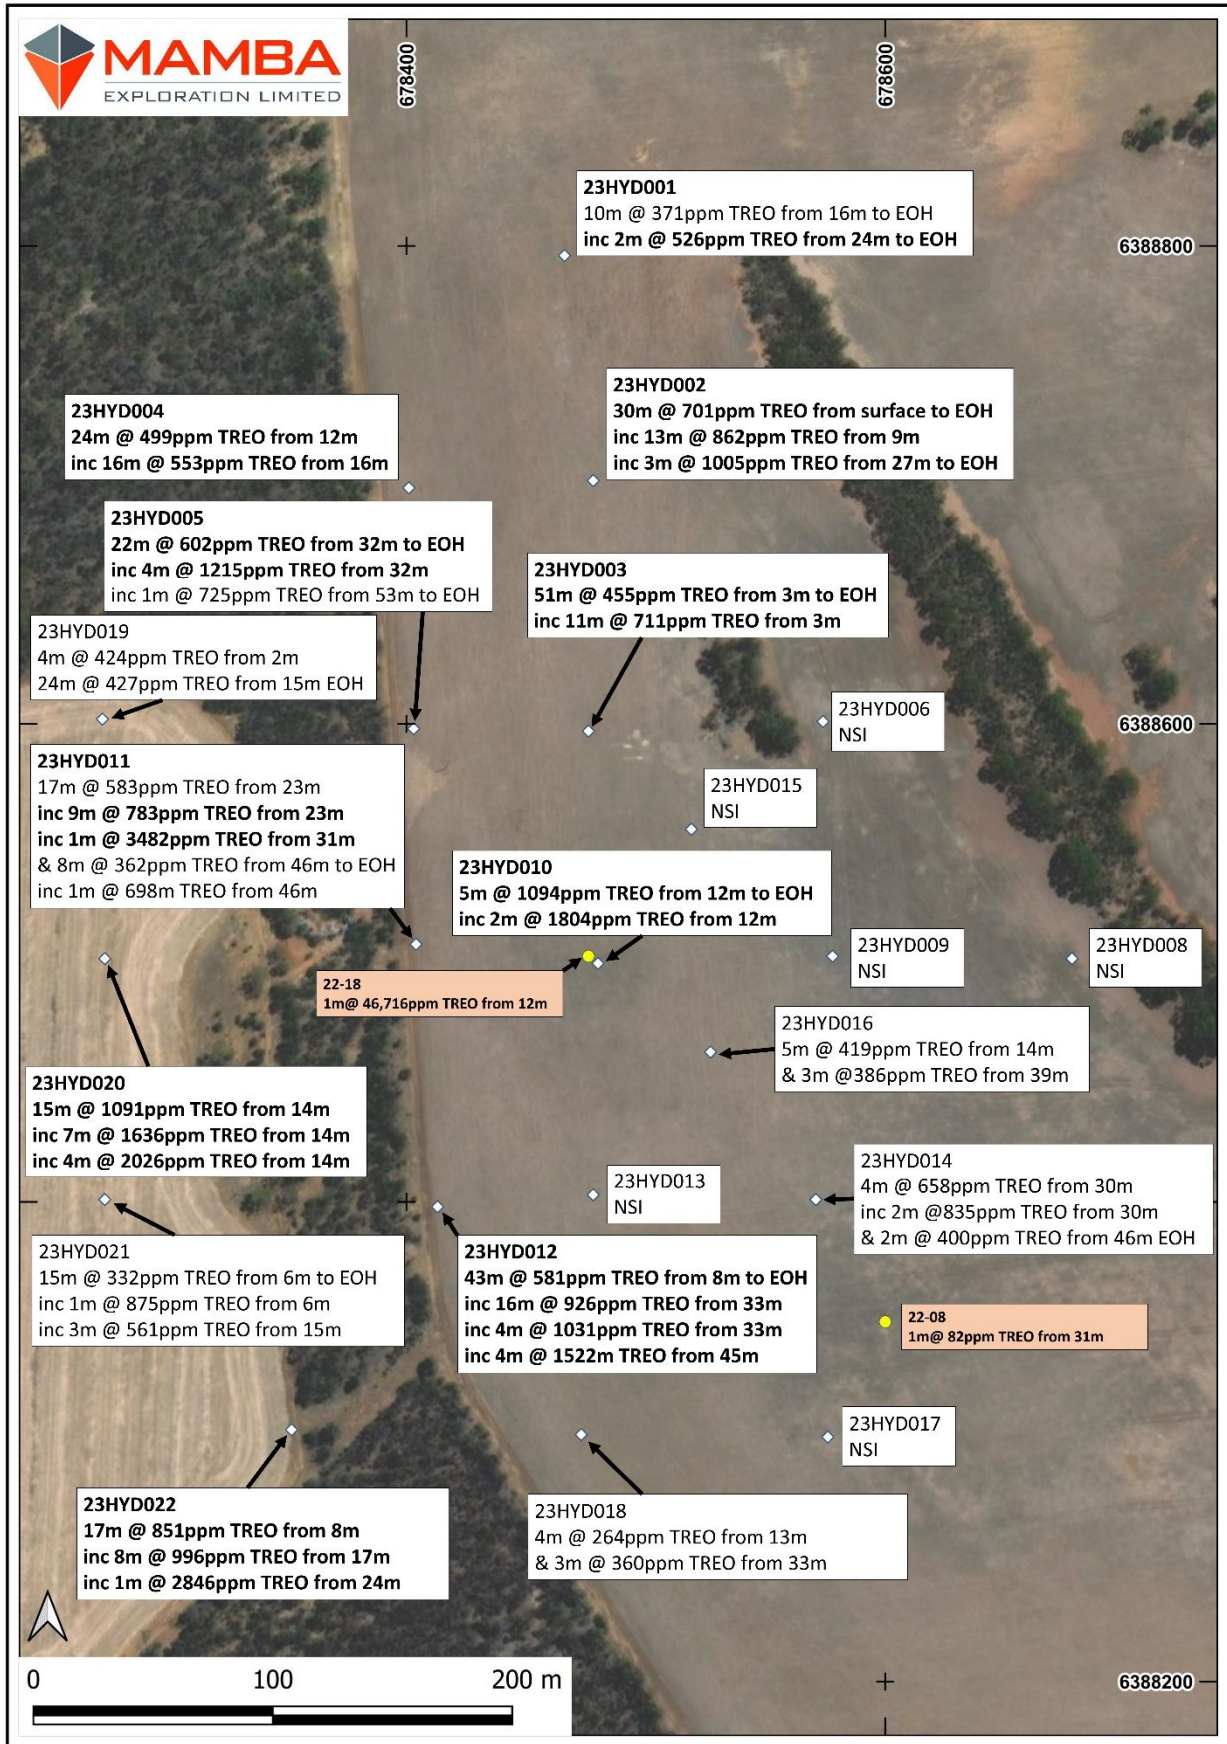 MAMBA
EXPLORATION LIMITED
678400
678600
23HYD001
10m @ 371ppm TREO from 16m to EOH
inc 2m @ 526ppm TREO from 24m to EOH
6388800
23HYD002
30m @ 701ppm TREO from surface to EOH
inc 13m @ 862ppm TREO from 9m
inc 3m @ 1005ppm TREO from 27m to EOH
23HYD004
24m @ 499ppm TREO from 12m
inc 16m @ 553ppm TREO from 16m
23HYD005
22m @ 602ppm TREO from 32m to EOH
inc 4m @ 1215ppm TREO from 32m
inc 1m @ 725ppm TREO from 53m to EOH
23HYD003
51m @ 455ppm TREO from 3m to EOH
inc 11m @ 711ppm TREO from 3m
23HYD019
4m @ 424ppm TREO from 2m
24m @ 427ppm TREO from 15m EOH
23HYD006
NSI
6388600
23HYD011
17m @ 583ppm TREO from 23m
inc 9m @ 783ppm TREO from 23m
inc 1m @ 3482ppm TREO from 31m
& 8m @ 362ppm TREO from 46m to EOH
inc 1m @ 698m TREO from 46m
23HYD015
NSI
23HYD010
5m @ 1094ppm TREO from 12m to EOH
inc 2m @ 1804ppm TREO from 12m
23HYD009
NSI
23HYD008
NSI
22-18
1m@ 46,716ppm TREO from 12m
23HYD016
5m @ 419ppm TREO from 14m
& 3m @386ppm TREO from 39m
23HYD020
15m @ 1091ppm TREO from 14m
inc 7m @ 1636ppm TREO from 14m
inc 4m @ 2026ppm TREO from 14m
23HYD013
NSI
23HYD014
4m @ 658ppm TREO from 30m
inc 2m @835ppm TREO from 30m
& 2m @ 400ppm TREO from 46m EOH
23HYD021
15m @ 332ppm TREO from 6m to EOH
inc 1m @ 875ppm TREO from 6m
inc 3m @ 561ppm TREO from 15m
23HYD012
43m @ 581ppm TREO from 8m to EOH
inc 16m @ 926ppm TREO from 33m
inc 4m @ 1031ppm TREO from 33m
inc 4m @ 1522m TREO from 45m
22-08
1m@ 82ppm TREO from 31m
23HYD017
NSI
23HYD022
17m @ 851ppm TREO from 8m
inc 8m @ 996ppm TREO from 17m
inc 1m @ 2846ppm TREO from 24m
23HYD018
4m @ 264ppm TREO from 13m
& 3m @ 360ppm TREO from 33m
0 100 200 m
6388200